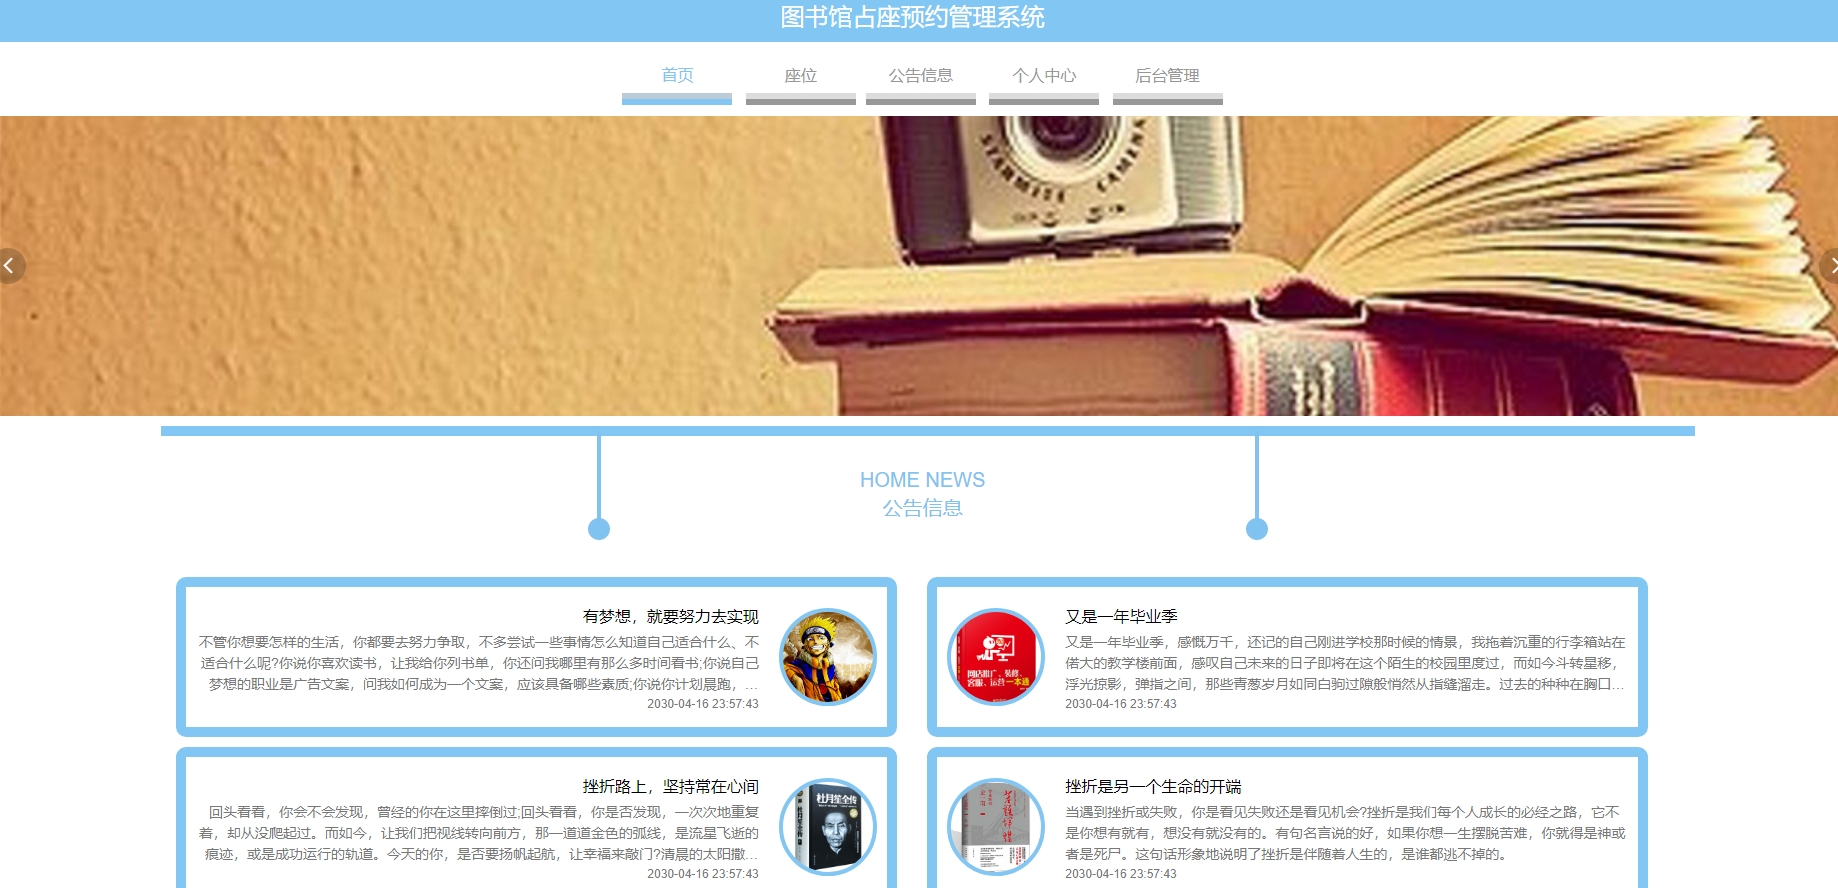 图书馆占座预约管理系统
首页
座位
公告信息
个人中心
后台管理
HOME NEWS
公告信息
有梦想，就要努力去实现
不管你想要怎样的生活，你都要去努力争取，不多尝试一些事情怎么知道自己适合什么、不
适合什么呢?你说你喜欢读书，让我给你列书单，你还问我哪里有那么多时间看书;你说自己
梦想的职业是广告文案，问我如何成为一个文案，应该具备哪些素质;你说你计划晨跑，...
2030-04-16 23:57:43
又是一年毕业季
又是一年毕业季，感慨万千，还记的自己刚进学校那时候的情景，我拖着沉重的行李箱站在
偌大的教学楼前面，感叹自己未来的日子即将在这个陌生的校园里度过，而如今斗转星移，
浮光掠影，弹指之间，那些青葱岁月如同白驹过隙般悄然从指缝溜走。过去的种种在胸口...
2030-04-16 23:57:43
网店推广、装修、
客服、运营一本通
挫折路上，坚持常在心间
回头看看，你会不会发现，曾经的你在这里摔倒过;回头看看，你是否发现，一次次地重复
着，却从没爬起过。而如今，让我们把视线转向前方，那一道道金色的弧线，是流星飞逝的
痕迹，或是成功运行的轨道。今天的你，是否要扬帆起航，让幸福来敲门?清晨的太阳撒...
2030-04-16 23:57:43
杜月笙全传
挫折是另一个生命的开端
当遇到挫折或失败，你是看见失败还是看见机会?挫折是我们每个人成长的必经之路，它不
是你想有就有，想没有就没有的。有句名言说的好，如果你想一生摆脱苦难，你就得是神或
者是死尸。这句话形象地说明了挫折是伴随着人生的，是谁都逃不掉的。
2030-04-16 23:57:43